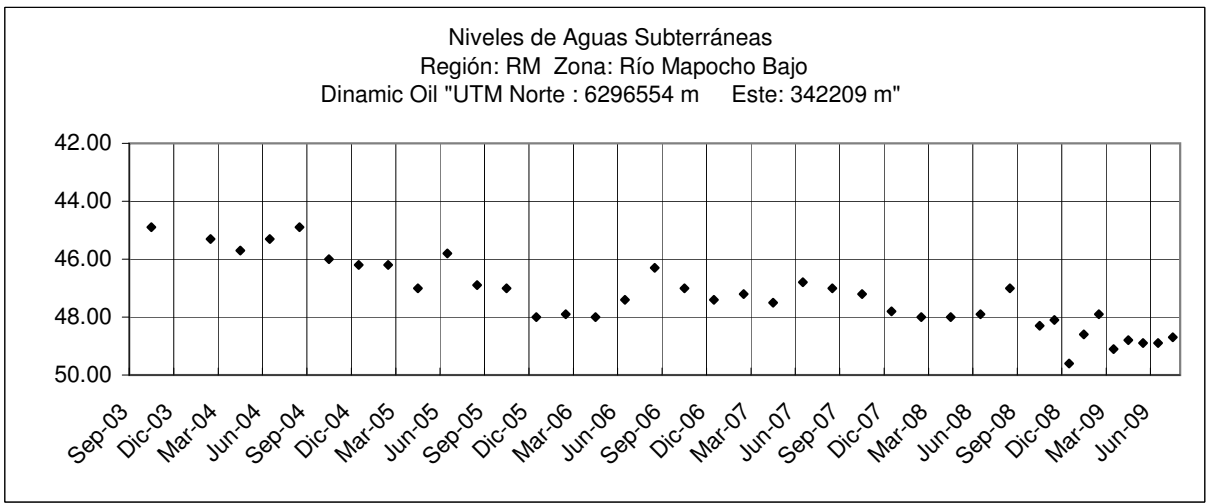 Niveles de Aguas Subterráneas
Región: RM Zona: Río Mapocho Bajo
Dinamic Oil "UTM Norte : 6296554 m Este: 342209 m"
42.00
44.00
46.00
48.00
50.00
Sep-03
Dic-03
Mar-04
Jun-04
Sep-04
Dic-04
Mar-05
Jun-05
Sep-05
Dic-05
Mar-06
Jun-06
Sep-06
Dic-06
Mar-07
Jun-07
Sep-07
Dic-07
Mar-08
Jun-08
Sep-08
Dic-08
Mar-09
Jun-09